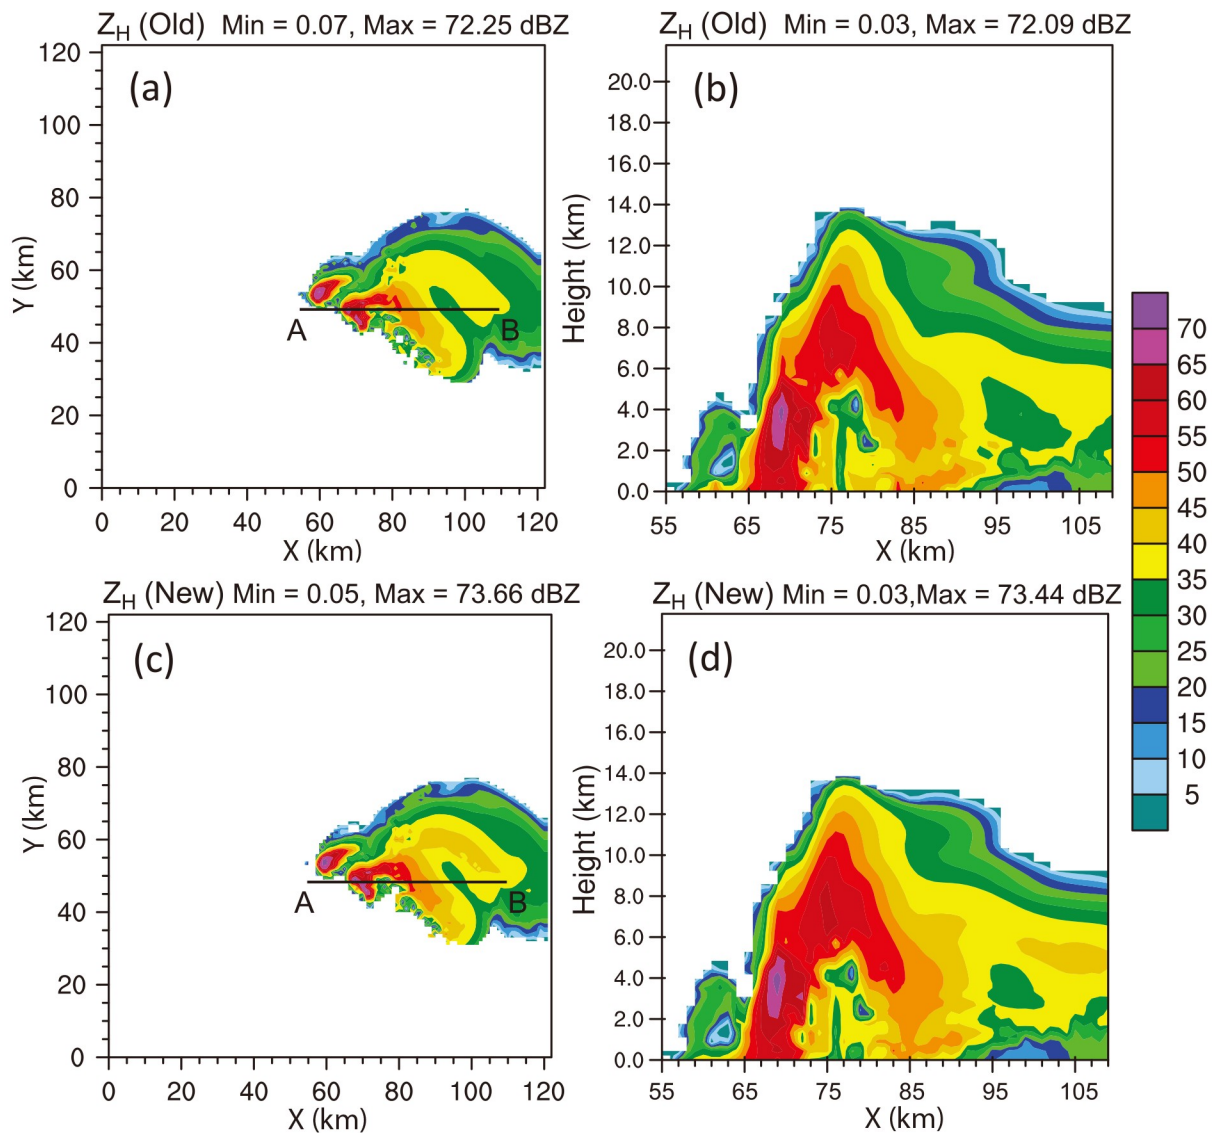 Z_H (Old) Min = 0.07, Max = 72.25 dBZ
(a)
Y (km)
120
100
80
60
40
20
0
A
B
0 20 40 60 80 100 120
X (km)
Z_H (Old) Min = 0.03, Max = 72.09 dBZ
(b)
Height (km)
20.0
18.0
16.0
14.0
12.0
10.0
8.0
6.0
4.0
2.0
0.0
55 65 75 85 95 105
X (km)
Z_H (New) Min = 0.05, Max = 73.66 dBZ
(c)
Y (km)
120
100
80
60
40
20
0
A
B
0 20 40 60 80 100 120
X (km)
Z_H (New) Min = 0.03,Max = 73.44 dBZ
(d)
Height (km)
20.0
18.0
16.0
14.0
12.0
10.0
8.0
6.0
4.0
2.0
0.0
55 65 75 85 95 105
X (km)
70
65
60
55
50
45
40
35
30
25
20
15
10
5